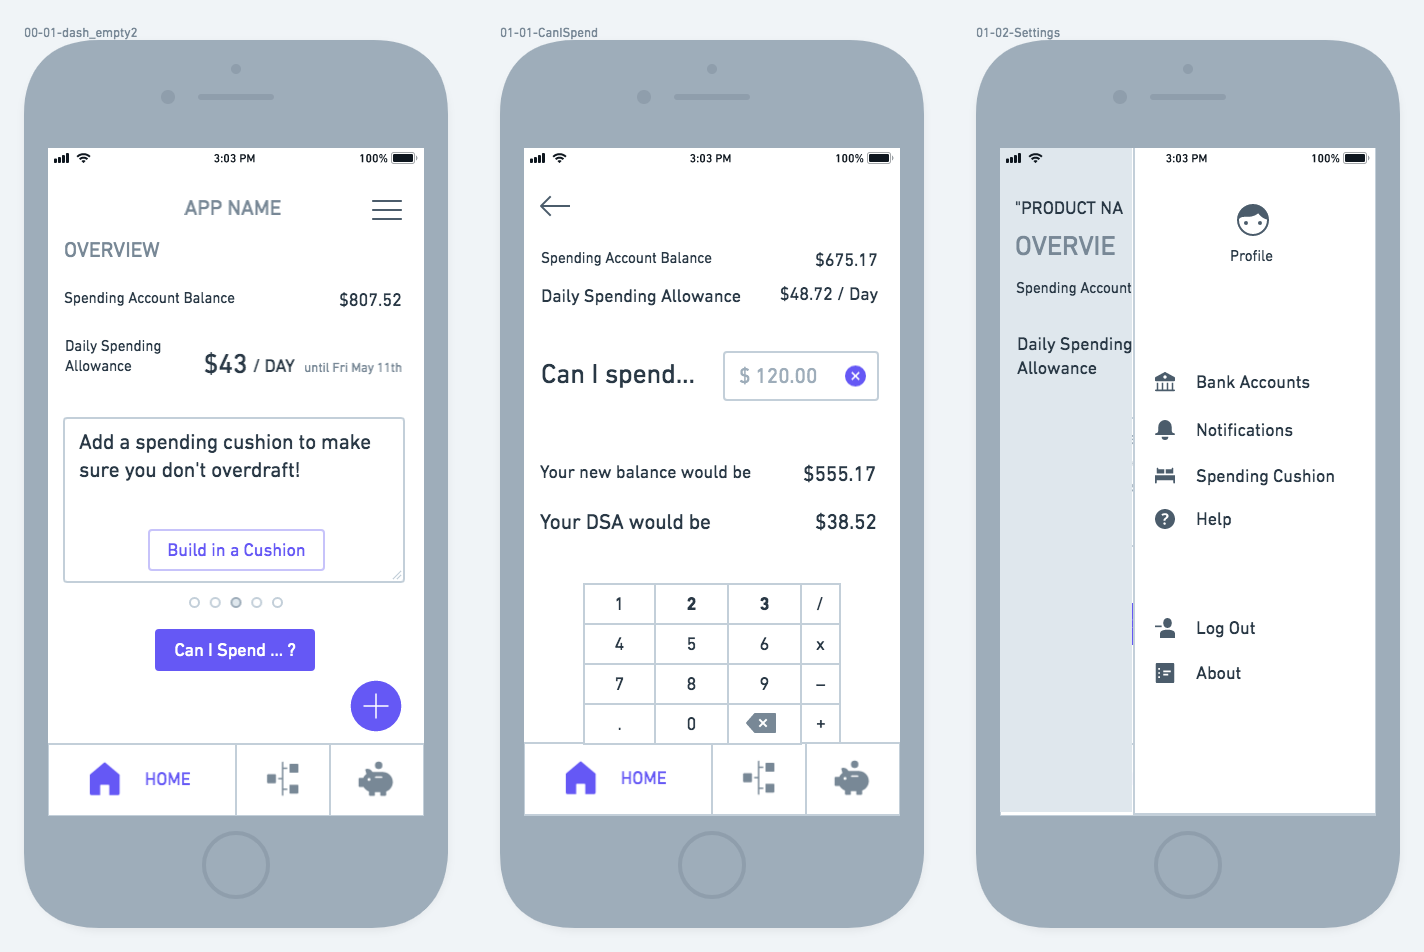 00-01-dash_empty2
3:03 PM
100%
APP NAME
OVERVIEW
Spending Account Balance
$807.52
Daily Spending
Allowance
$43 / DAY until Fri May 11th
Add a spending cushion to make
sure you don't overdraft!
Build in a Cushion
Can I Spend ... ?
HOME
01-01-CanISpend
3:03 PM
100%
Spending Account Balance
$675.17
Daily Spending Allowance
$48.72 / Day
Can I spend...
$ 120.00
Your new balance would be
$555.17
Your DSA would be
$38.52
1 2 3 /
4 5 6 x
7 8 9 –
. 0 +
HOME
01-02-Settings
3:03 PM
100%
"PRODUCT NA
OVERVIE
Spending Account
Daily Spending
Allowance
Profile
Bank Accounts
Notifications
Spending Cushion
Help
Log Out
About